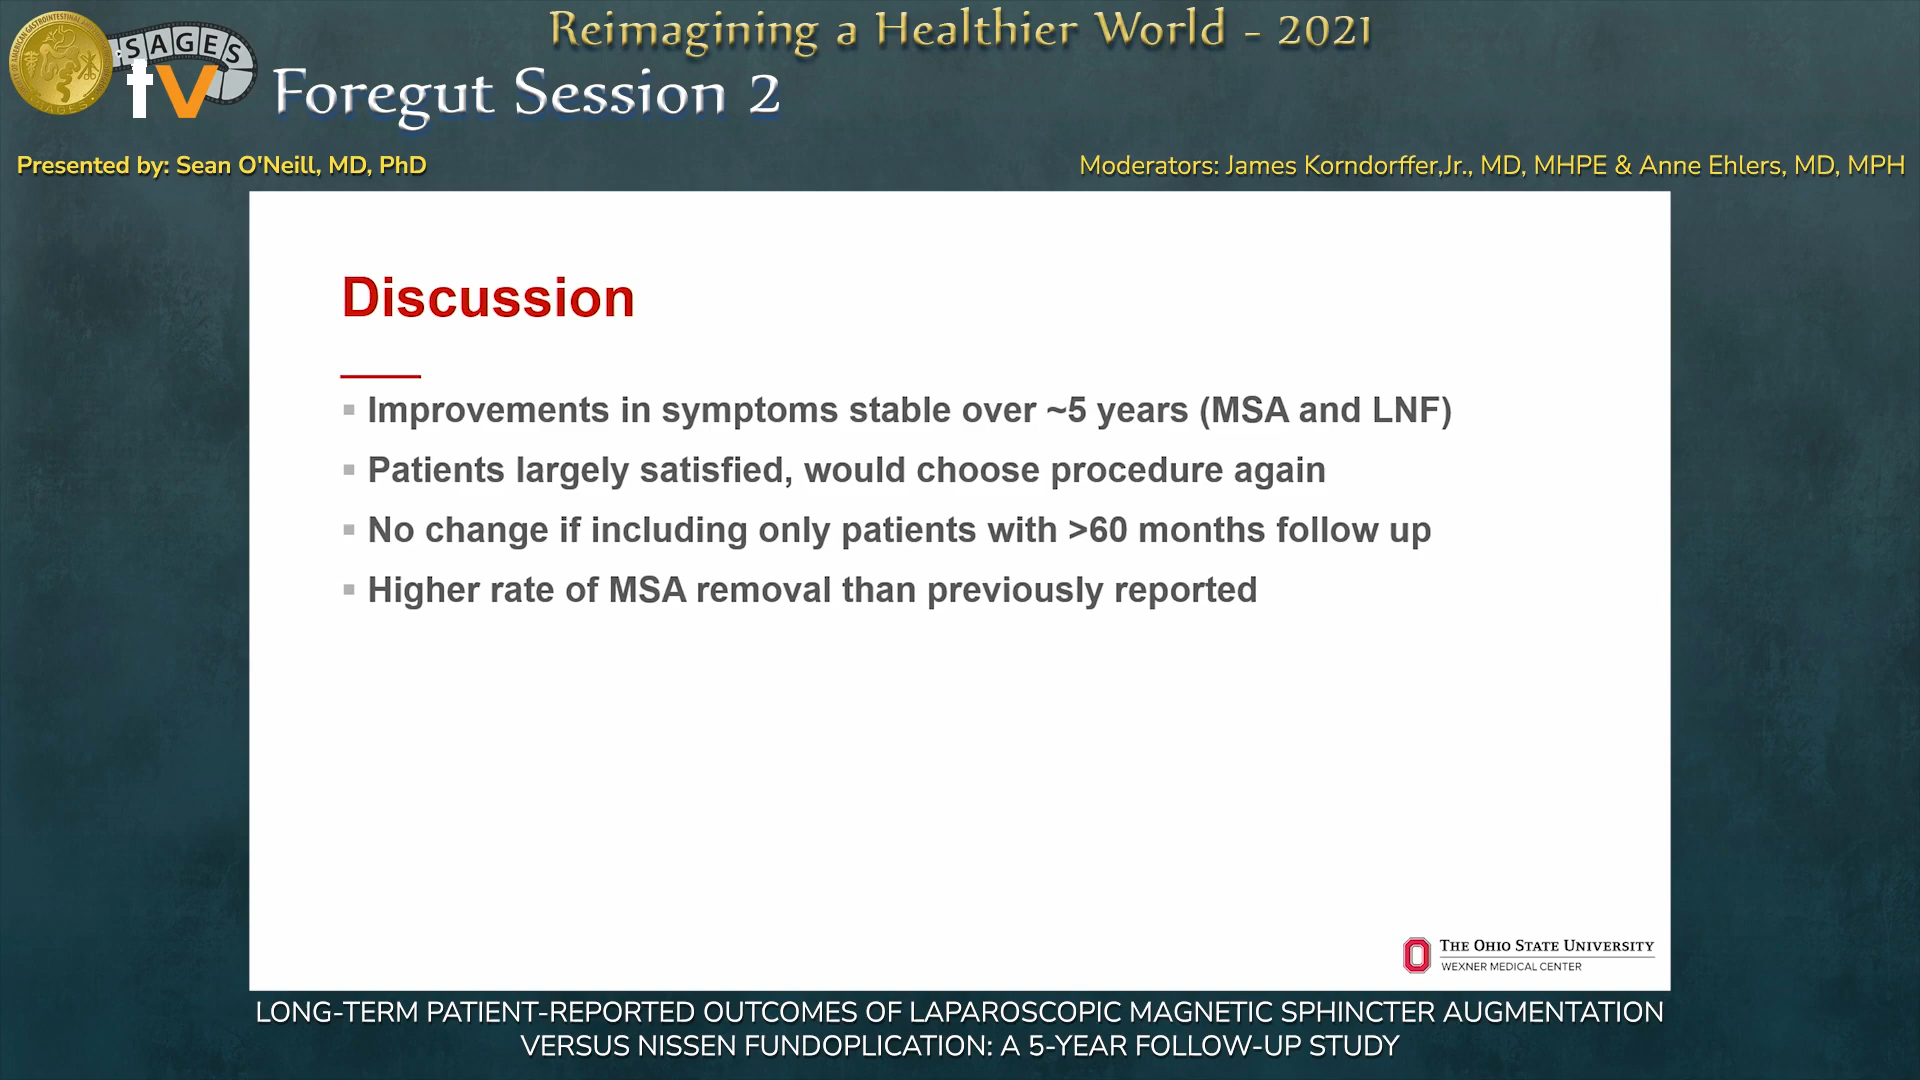 Reimagining a Healthier World - 2021
SAGES
tv
Foregut Session 2
Presented by: Sean O'Neill, MD, PhD
Moderators: James Korndorffer,Jr., MD, MHPE & Anne Ehlers, MD, MPH
Discussion
▪ Improvements in symptoms stable over ~5 years (MSA and LNF)
▪ Patients largely satisfied, would choose procedure again
▪ No change if including only patients with >60 months follow up
▪ Higher rate of MSA removal than previously reported
THE OHIO STATE UNIVERSITY
WEXNER MEDICAL CENTER
LONG-TERM PATIENT-REPORTED OUTCOMES OF LAPAROSCOPIC MAGNETIC SPHINCTER AUGMENTATION
VERSUS NISSEN FUNDOPLICATION: A 5-YEAR FOLLOW-UP STUDY